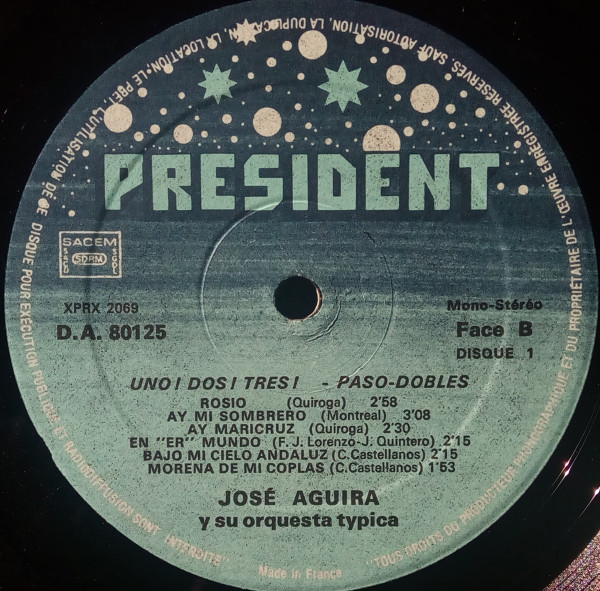 "TOUS DROITS DU PRODUCTEUR PHONOGRAPHIQUE ET DU PROPRIÉTAIRE DE L'ŒUVRE ENREGISTRÉE RÉSERVÉS, SAUF AUTORISATION, LA DUPLICATION, LA LOCATION, LE PRÊT, L'UTILISATION DE CE DISQUE POUR EXÉCUTION PUBLIQUE ET RADIODIFFUSION SONT INTERDITS"
PRESIDENT
SACEM
SACD SDRM SGDL
XPRX 2069
D.A. 80125
Mono-Stéréo
Face B
DISQUE 1
UNO! DOS! TRES! - PASO-DOBLES
ROSIO (Quiroga) 2'58
AY MI SOMBRERO (Montreal) 3'08
AY MARICRUZ (Quiroga) 2'30
EN "ER" MUNDO (F. J. Lorenzo-J. Quintero) 2'15
BAJO MI CIELO ANDALUZ (C.Castellanos) 2'15
MORENA DE MI COPLAS (C.Castellanos) 1'53
JOSÉ AGUIRA
y su orquesta typica
Made in France